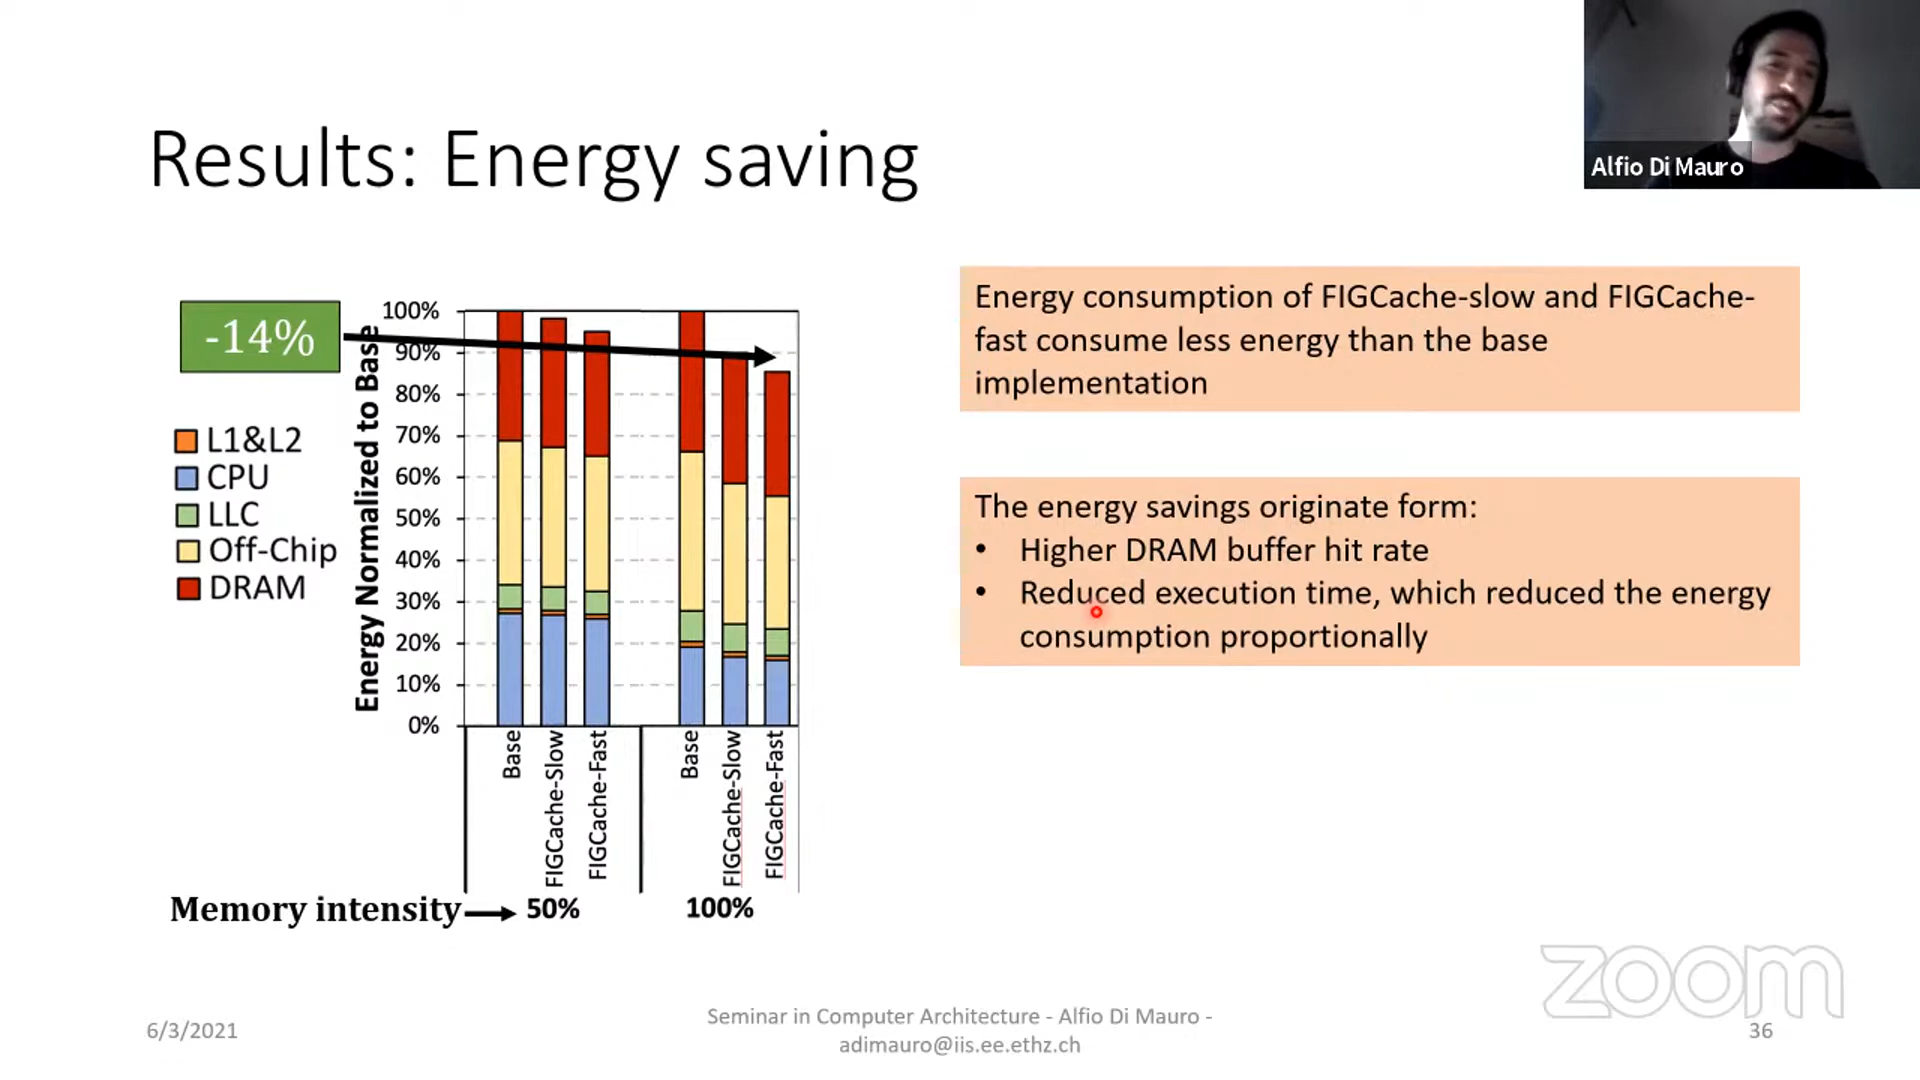 Alfio Di Mauro
Results: Energy saving
-14%
L1&L2
CPU
LLC
Off-Chip
DRAM
Energy Normalized to Base
100%
90%
80%
70%
60%
50%
40%
30%
20%
10%
0%
Base
FIGCache-Slow
FIGCache-Fast
Base
FIGCache-Slow
FIGCache-Fast
Memory intensity
50%
100%
Energy consumption of FIGCache-slow and FIGCache-
fast consume less energy than the base
implementation
The energy savings originate form:
• Higher DRAM buffer hit rate
• Reduced execution time, which reduced the energy
consumption proportionally
zoom
6/3/2021
Seminar in Computer Architecture - Alfio Di Mauro -
adimauro@iis.ee.ethz.ch
36